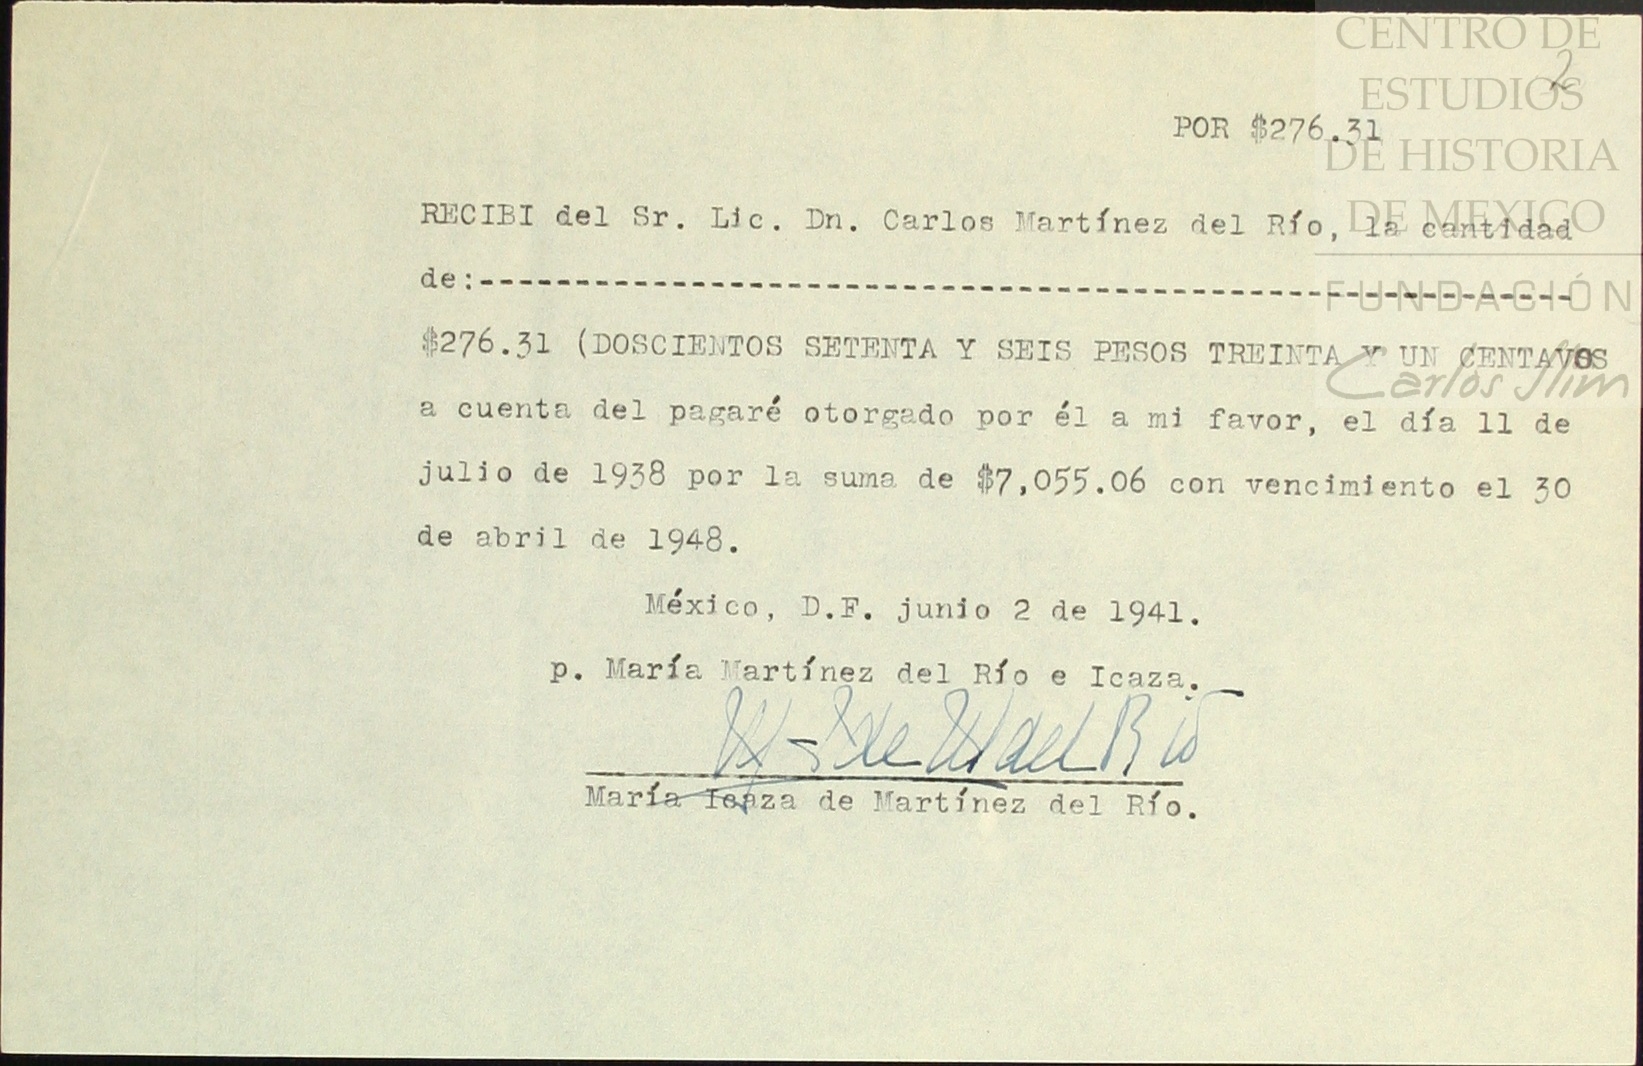 CENTRO DE
ESTUDIOS
DE HISTORIA
DE MEXICO
FUNDACIÓN
Carlos Slim
2
POR $276.31
RECIBI del Sr. Lic. Dn. Carlos Martínez del Río, la cantidad
de:---------------------------------------------------------
$276.31 (DOSCIENTOS SETENTA Y SEIS PESOS TREINTA Y UN CENTAVOS
a cuenta del pagaré otorgado por él a mi favor, el día 11 de
julio de 1938 por la suma de $7,055.06 con vencimiento el 30
de abril de 1948.
México, D.F. junio 2 de 1941.
p. María Martínez del Río e Icaza.
M. I de M del Río
María Icaza de Martínez del Río.